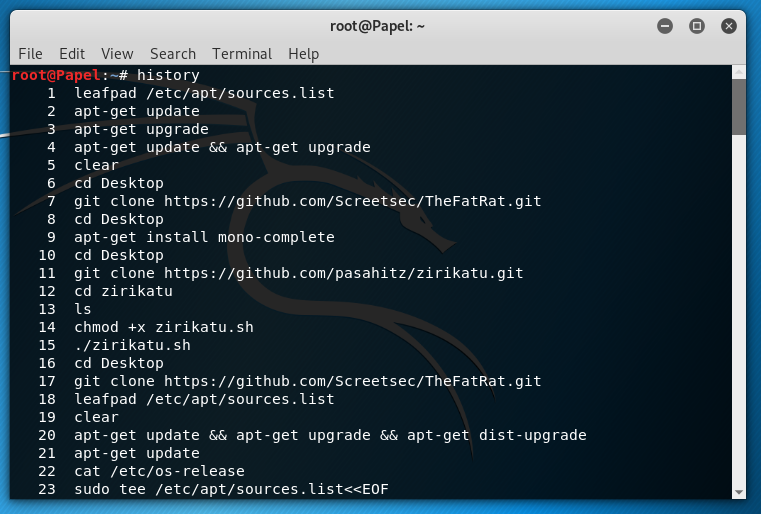 root@Papel: ~
File Edit View Search Terminal Help
root@Papel:~# history
1 leafpad /etc/apt/sources.list
2 apt-get update
3 apt-get upgrade
4 apt-get update && apt-get upgrade
5 clear
6 cd Desktop
7 git clone https://github.com/Screetsec/TheFatRat.git
8 cd Desktop
9 apt-get install mono-complete
10 cd Desktop
11 git clone https://github.com/pasahitz/zirikatu.git
12 cd zirikatu
13 ls
14 chmod +x zirikatu.sh
15 ./zirikatu.sh
16 cd Desktop
17 git clone https://github.com/Screetsec/TheFatRat.git
18 leafpad /etc/apt/sources.list
19 clear
20 apt-get update && apt-get upgrade && apt-get dist-upgrade
21 apt-get update
22 cat /etc/os-release
23 sudo tee /etc/apt/sources.list<<EOF